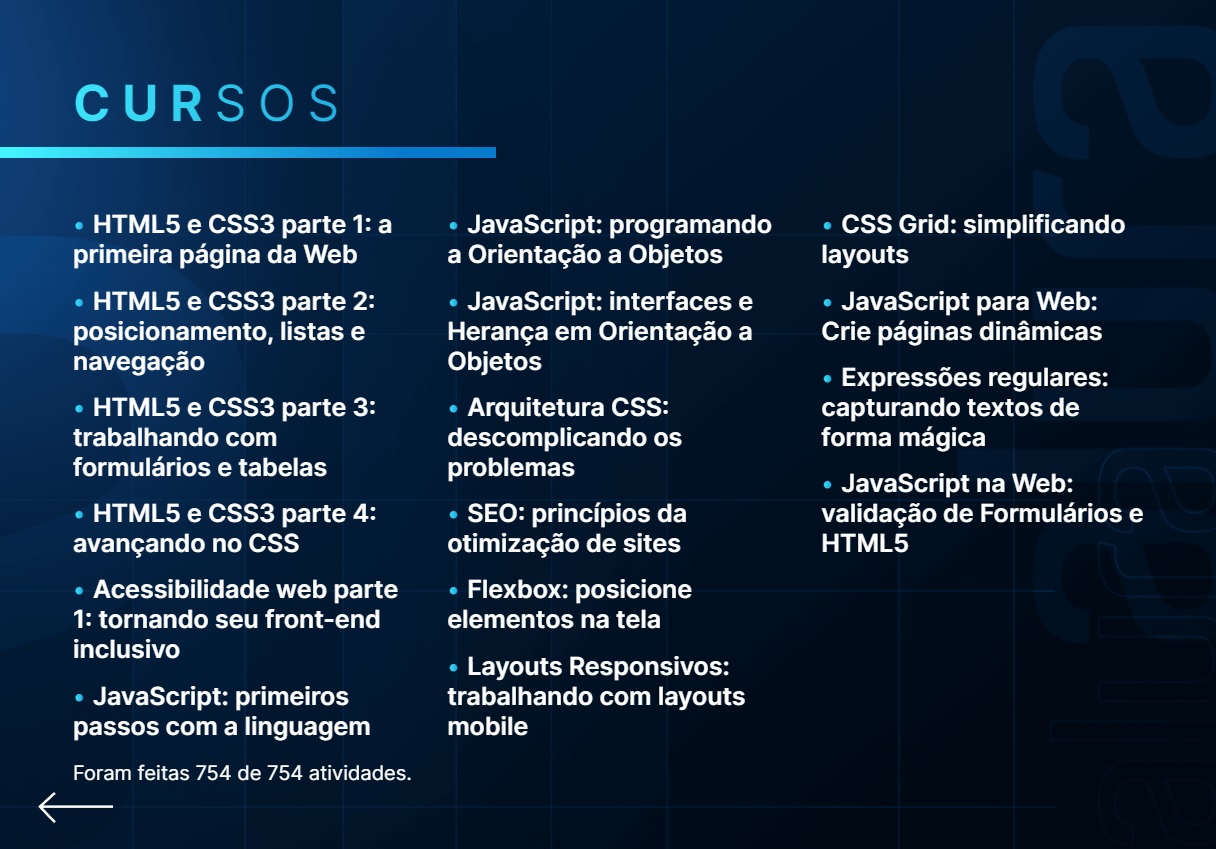 CURSOS
• HTML5 e CSS3 parte 1: a
primeira página da Web
• HTML5 e CSS3 parte 2:
posicionamento, listas e
navegação
• HTML5 e CSS3 parte 3:
trabalhando com
formulários e tabelas
• HTML5 e CSS3 parte 4:
avançando no CSS
• Acessibilidade web parte
1: tornando seu front-end
inclusivo
• JavaScript: primeiros
passos com a linguagem
• JavaScript: programando
a Orientação a Objetos
• JavaScript: interfaces e
Herança em Orientação a
Objetos
• Arquitetura CSS:
descomplicando os
problemas
• SEO: princípios da
otimização de sites
• Flexbox: posicione
elementos na tela
• Layouts Responsivos:
trabalhando com layouts
mobile
• CSS Grid: simplificando
layouts
• JavaScript para Web:
Crie páginas dinâmicas
• Expressões regulares:
capturando textos de
forma mágica
• JavaScript na Web:
validação de Formulários e
HTML5
Foram feitas 754 de 754 atividades.
alura
alura